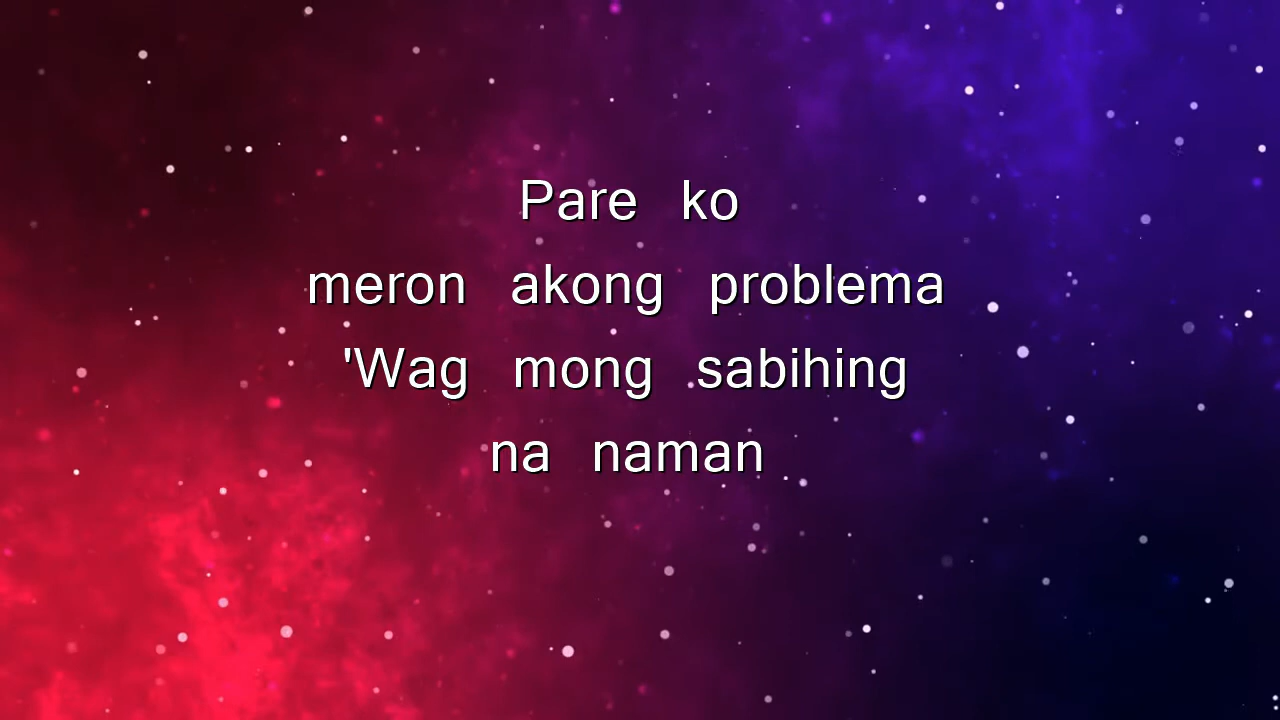 Pare ko
meron akong problema
'Wag mong sabihing
na naman